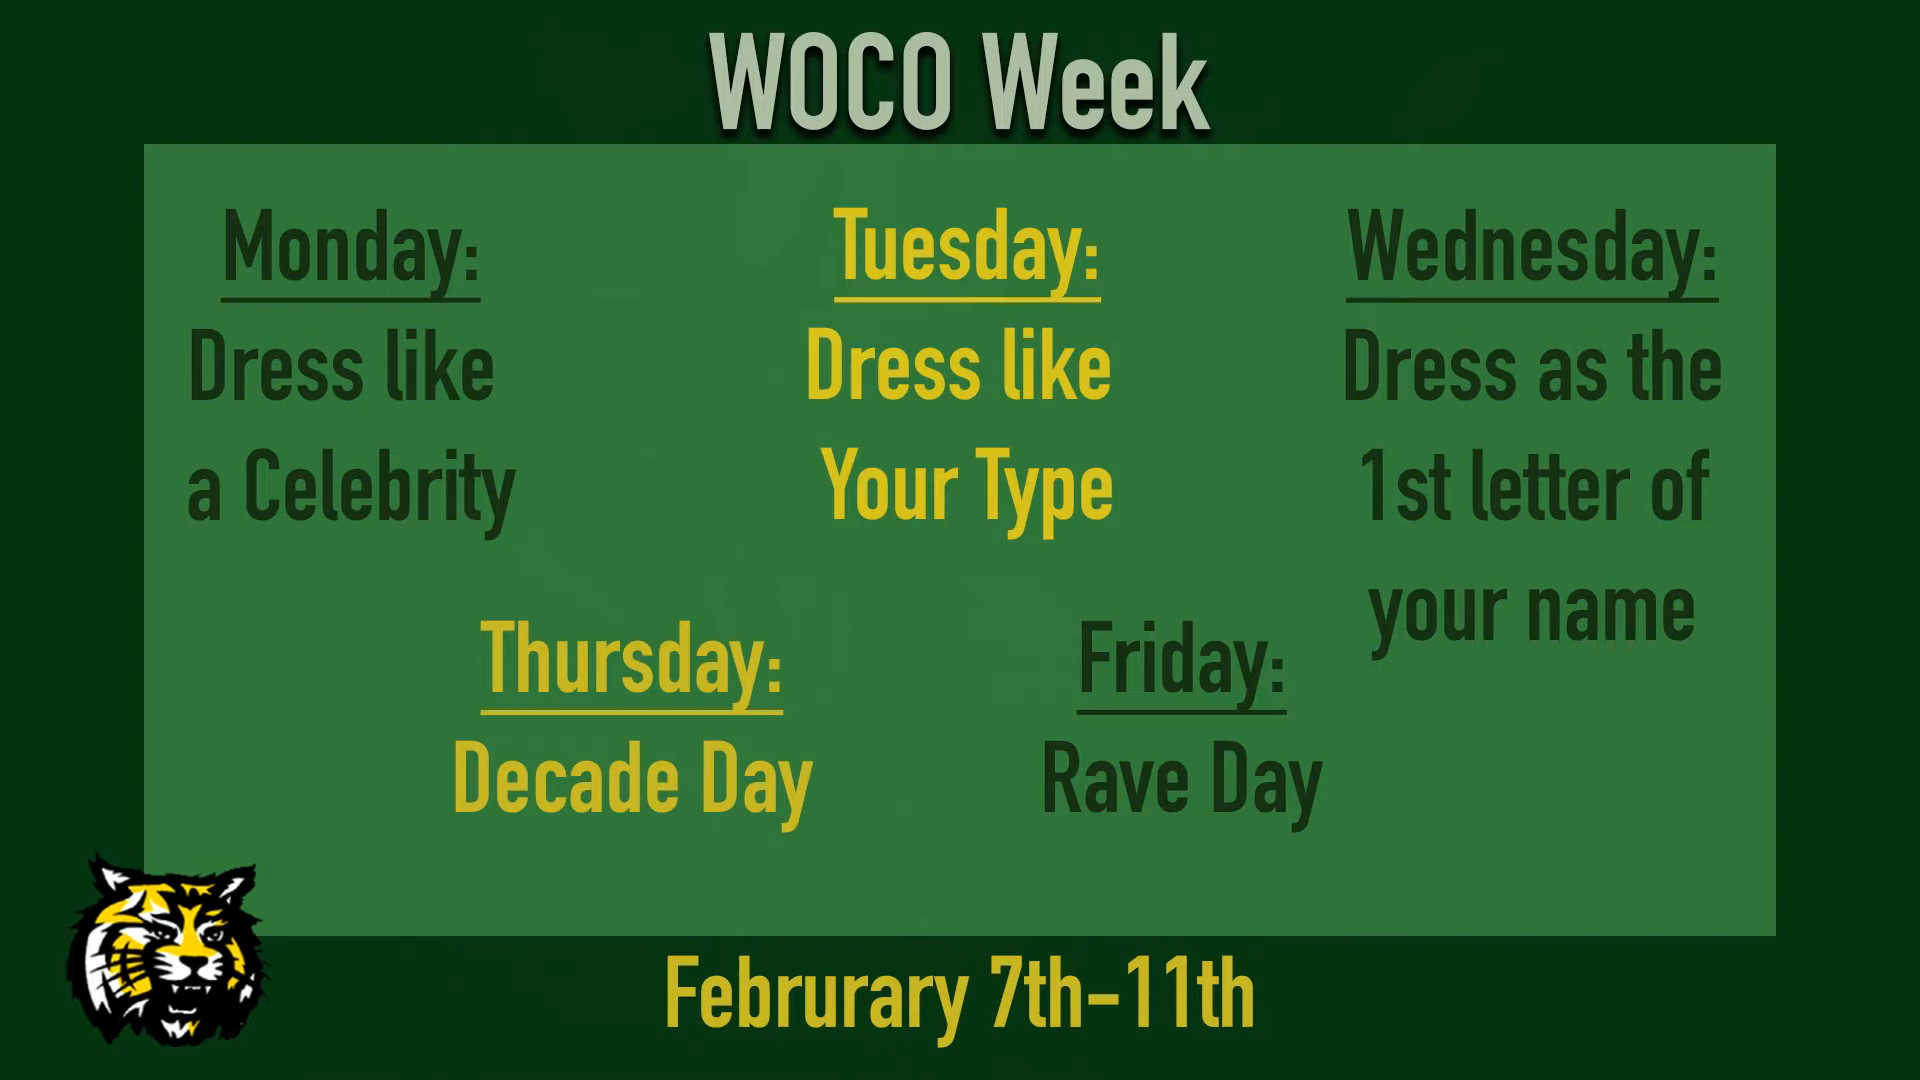 WOCO Week
Monday:
Dress like
a Celebrity
Tuesday:
Dress like
Your Type
Wednesday:
Dress as the
1st letter of
your name
Thursday:
Decade Day
Friday:
Rave Day
Februrary 7th-11th